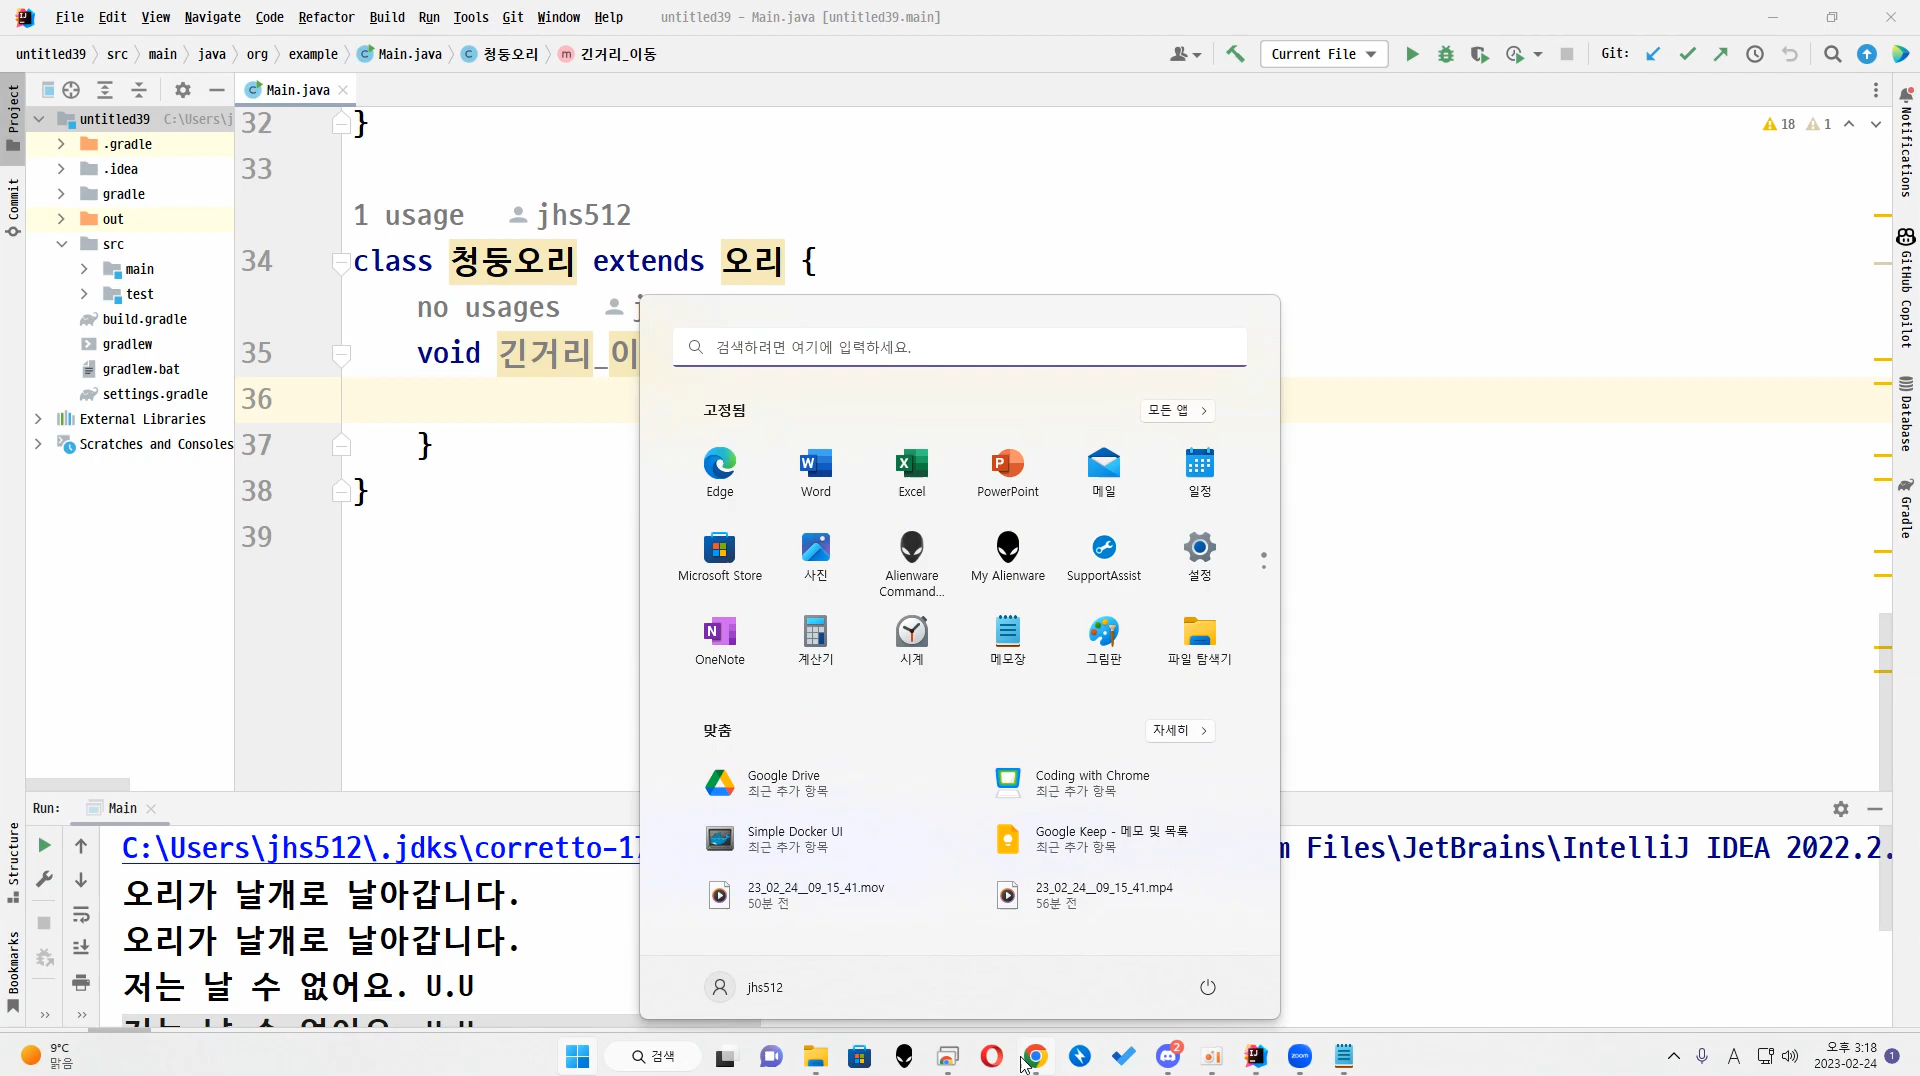 File Edit View Navigate Code Refactor Build Run Tools Git Window Help untitled39 – Main.java [untitled39.main]
untitled39 src main java org example Main.java 청둥오리 긴거리_이동 Current File Git:
Project
Commit
Structure
Bookmarks
untitled39 C:\Users\j
.gradle
.idea
gradle
out
src
main
test
build.gradle
gradlew
gradlew.bat
settings.gradle
External Libraries
Scratches and Consoles
Main.java
18 1
32 }
33
1 usage jhs512
34 class 청둥오리 extends 오리 {
no usages
35 void 긴거리_이
36
37 }
38 }
39
Notifications
GitHub Copilot
Database
Gradle
검색하려면 여기에 입력하세요.
고정됨 모든 앱
Edge Word Excel PowerPoint 메일 일정
Microsoft Store 사진 Alienware Command... My Alienware SupportAssist 설정
OneNote 계산기 시계 메모장 그림판 파일 탐색기
맞춤 자세히
Google Drive
최근 추가 항목
Coding with Chrome
최근 추가 항목
Simple Docker UI
최근 추가 항목
Google Keep - 메모 및 목록
최근 추가 항목
23_02_24__09_15_41.mov
50분 전
23_02_24__09_15_41.mp4
56분 전
jhs512
Run: Main
C:\Users\jhs512\.jdks\corretto-17 Files\JetBrains\IntelliJ IDEA 2022.2.
오리가 날개로 날아갑니다.
오리가 날개로 날아갑니다.
저는 날 수 없어요. U.U
9°C
맑음
검색
2
A
오후 3:18
2023-02-24
1